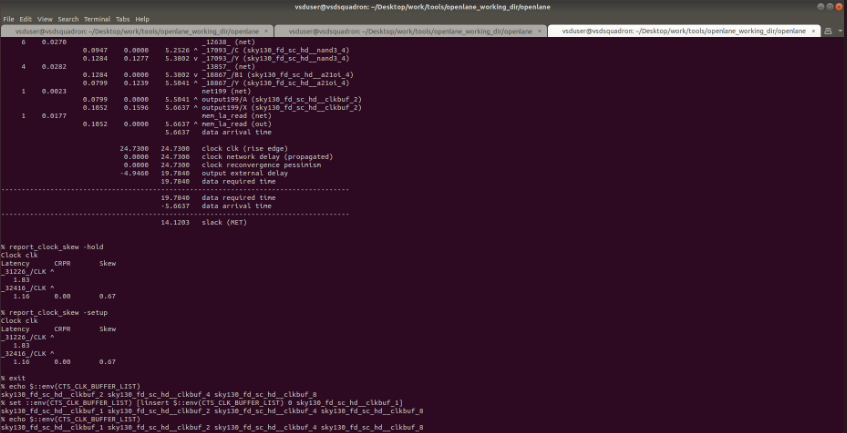 vsduser@vsdsquadron: ~/Desktop/work/tools/openlane_working_dir/openlane
File Edit View Search Terminal Tabs Help
vsduser@vsdsquadron: ~/Desktop/work/tools/openlane_working_dir/openlane × vsduser@vsdsquadron: ~/Desktop/work/tools/openlane_working_dir/openlane × vsduser@vsdsquadron: ~/Desktop/work/tools/openlane_working_dir/openlane ×
6 0.0270 _12638_ (net)
0.0947 0.0000 5.2526 ^ _17093_/C (sky130_fd_sc_hd__nand3_4)
0.1284 0.1277 5.3802 v _17093_/Y (sky130_fd_sc_hd__nand3_4)
4 0.0282 _13857_ (net)
0.1284 0.0000 5.3802 v _18867_/B1 (sky130_fd_sc_hd__a21oi_4)
0.0799 0.1239 5.5041 ^ _18867_/Y (sky130_fd_sc_hd__a21oi_4)
1 0.0023 net199 (net)
0.0799 0.0000 5.5041 ^ output199/A (sky130_fd_sc_hd__clkbuf_2)
0.1052 0.1596 5.6637 ^ output199/X (sky130_fd_sc_hd__clkbuf_2)
1 0.0177 mem_la_read (net)
0.1052 0.0000 5.6637 ^ mem_la_read (out)
5.6637 data arrival time
24.7300 24.7300 clock clk (rise edge)
0.0000 24.7300 clock network delay (propagated)
0.0000 24.7300 clock reconvergence pessimism
-4.9460 19.7840 output external delay
19.7840 data required time
---------------------------------------------------------------------------------------
19.7840 data required time
-5.6637 data arrival time
---------------------------------------------------------------------------------------
14.1203 slack (MET)
% report_clock_skew -hold
Clock clk
Latency CRPR Skew
_31226_/CLK ^
1.83
_32416_/CLK ^
1.16 0.00 0.67
% report_clock_skew -setup
Clock clk
Latency CRPR Skew
_31226_/CLK ^
1.83
_32416_/CLK ^
1.16 0.00 0.67
% exit
% echo $::env(CTS_CLK_BUFFER_LIST)
sky130_fd_sc_hd__clkbuf_2 sky130_fd_sc_hd__clkbuf_4 sky130_fd_sc_hd__clkbuf_8
% set ::env(CTS_CLK_BUFFER_LIST) [linsert $::env(CTS_CLK_BUFFER_LIST) 0 sky130_fd_sc_hd__clkbuf_1]
sky130_fd_sc_hd__clkbuf_1 sky130_fd_sc_hd__clkbuf_2 sky130_fd_sc_hd__clkbuf_4 sky130_fd_sc_hd__clkbuf_8
% echo $::env(CTS_CLK_BUFFER_LIST)
sky130_fd_sc_hd__clkbuf_1 sky130_fd_sc_hd__clkbuf_2 sky130_fd_sc_hd__clkbuf_4 sky130_fd_sc_hd__clkbuf_8